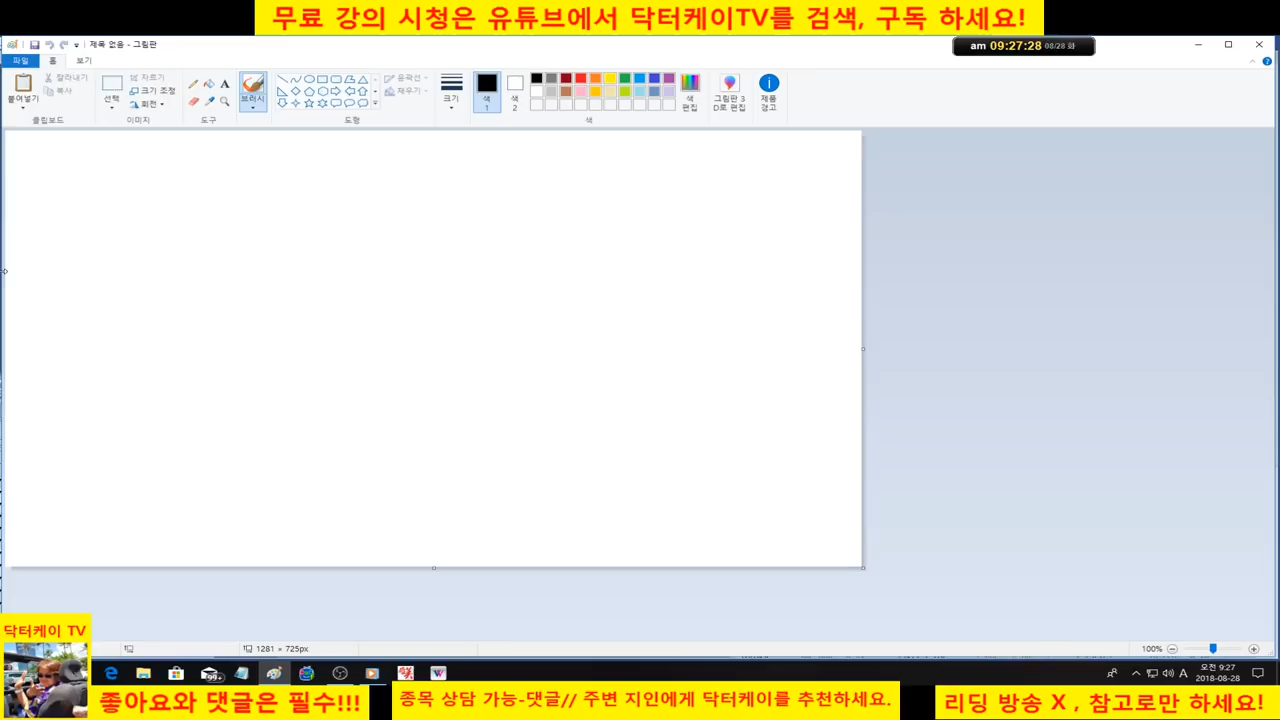 무료 강의 시청은 유튜브에서 닥터케이TV를 검색, 구독 하세요!
제목 없음 - 그림판
am 09:27:28 08/28 화
파일 홈 보기
붙여넣기
잘라내기
복사
클립보드
선택
자르기
크기 조정
회전
이미지
A
도구
브러시
윤곽선
채우기
도형
크기
색
1
색
2
색
편집
색
그림판 3
D로 편집
제품
경고
1281 × 725px
100%
닥터케이 TV
99+
A
오전 9:27
2018-08-28
좋아요와 댓글은 필수!!!
종목 상담 가능-댓글// 주변 지인에게 닥터케이를 추천하세요.
리딩 방송 X , 참고로만 하세요!